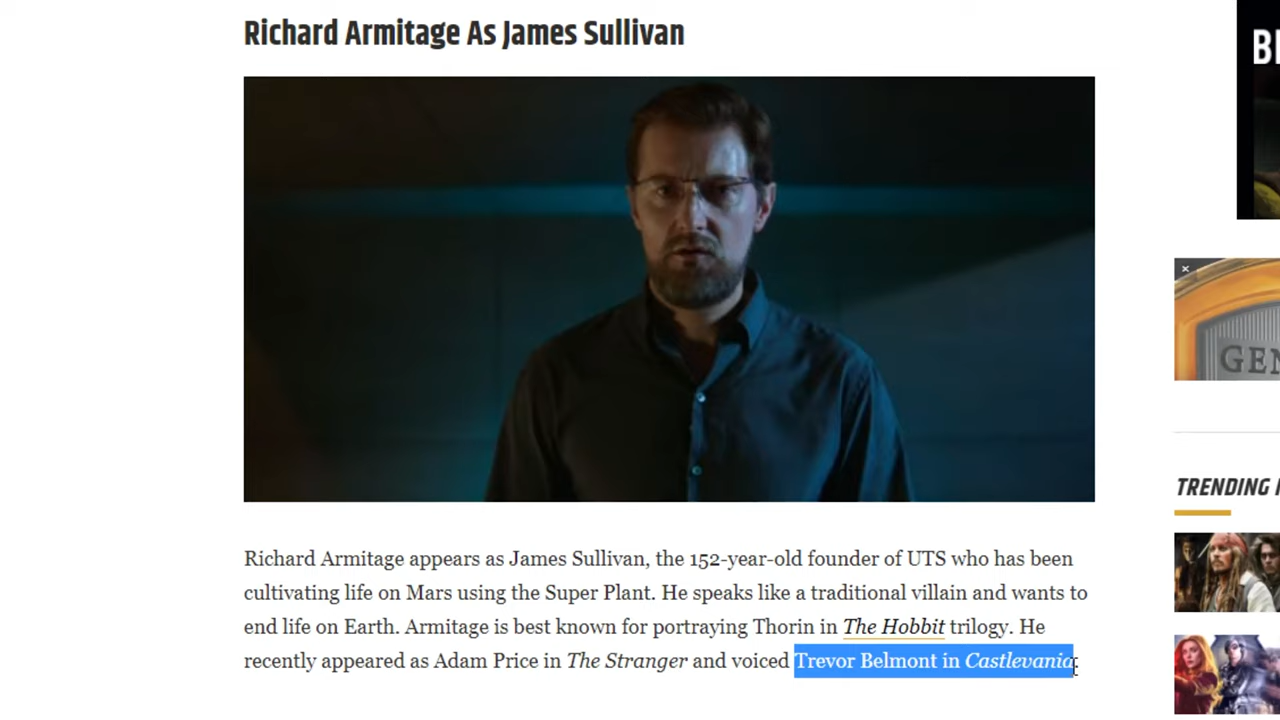 Richard Armitage As James Sullivan
Richard Armitage appears as James Sullivan, the 152-year-old founder of UTS who has been
cultivating life on Mars using the Super Plant. He speaks like a traditional villain and wants to
end life on Earth. Armitage is best known for portraying Thorin in The Hobbit trilogy. He
recently appeared as Adam Price in The Stranger and voiced Trevor Belmont in Castlevania.
TRENDING